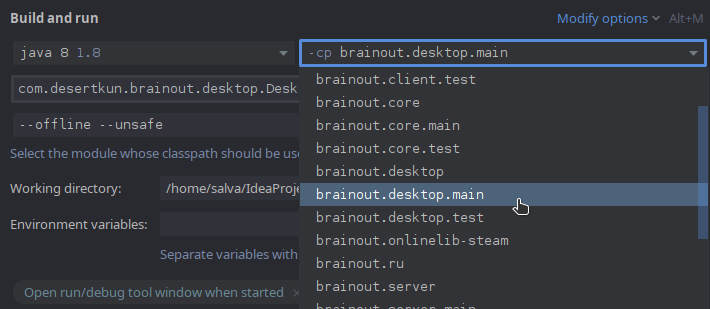 Build and run
Modify options Alt+M
java 8 1.8
-cp brainout.desktop.main
brainout.client.test
com.desertkun.brainout.desktop.Desk
brainout.core
brainout.core.main
--offline --unsafe
brainout.core.test
Select the module whose classpath should be use
brainout.desktop
Working directory: /home/salva/IdeaProje
brainout.desktop.main
brainout.desktop.test
Environment variables:
brainout.onlinelib-steam
Separate variables with
brainout.ru
brainout.server
Open run/debug tool window when started ×
brainout.server.main